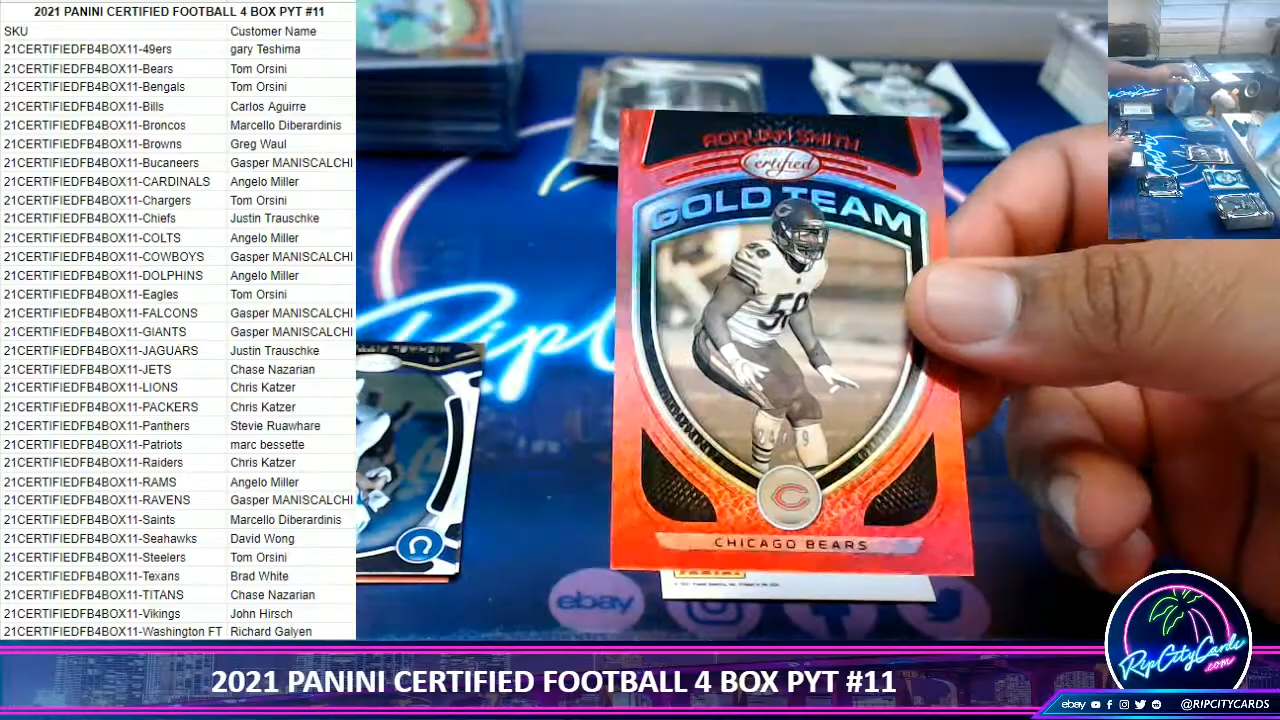 2021 PANINI CERTIFIED FOOTBALL 4 BOX PYT #11
SKU Customer Name
21CERTIFIEDFB4BOX11-49ers gary Teshima
21CERTIFIEDFB4BOX11-Bears Tom Orsini
21CERTIFIEDFB4BOX11-Bengals Tom Orsini
21CERTIFIEDFB4BOX11-Bills Carlos Aguirre
21CERTIFIEDFB4BOX11-Broncos Marcello Diberardinis
21CERTIFIEDFB4BOX11-Browns Greg Waul
21CERTIFIEDFB4BOX11-Bucaneers Gasper MANISCALCHI
21CERTIFIEDFB4BOX11-CARDINALS Angelo Miller
21CERTIFIEDFB4BOX11-Chargers Tom Orsini
21CERTIFIEDFB4BOX11-Chiefs Justin Trauschke
21CERTIFIEDFB4BOX11-COLTS Angelo Miller
21CERTIFIEDFB4BOX11-COWBOYS Gasper MANISCALCHI
21CERTIFIEDFB4BOX11-DOLPHINS Angelo Miller
21CERTIFIEDFB4BOX11-Eagles Tom Orsini
21CERTIFIEDFB4BOX11-FALCONS Gasper MANISCALCHI
21CERTIFIEDFB4BOX11-GIANTS Gasper MANISCALCHI
21CERTIFIEDFB4BOX11-JAGUARS Justin Trauschke
21CERTIFIEDFB4BOX11-JETS Chase Nazarian
21CERTIFIEDFB4BOX11-LIONS Chris Katzer
21CERTIFIEDFB4BOX11-PACKERS Chris Katzer
21CERTIFIEDFB4BOX11-Panthers Stevie Ruawhare
21CERTIFIEDFB4BOX11-Patriots marc bessette
21CERTIFIEDFB4BOX11-Raiders Chris Katzer
21CERTIFIEDFB4BOX11-RAMS Angelo Miller
21CERTIFIEDFB4BOX11-RAVENS Gasper MANISCALCHI
21CERTIFIEDFB4BOX11-Saints Marcello Diberardinis
21CERTIFIEDFB4BOX11-Seahawks David Wong
21CERTIFIEDFB4BOX11-Steelers Tom Orsini
21CERTIFIEDFB4BOX11-Texans Brad White
21CERTIFIEDFB4BOX11-TITANS Chase Nazarian
21CERTIFIEDFB4BOX11-Vikings John Hirsch
21CERTIFIEDFB4BOX11-Washington FT Richard Galyen
ROQUAN SMITH
Certified
GOLD TEAM
58
CHICAGO BEARS
PANINI
RipC
ebay
RipCityCards
.com
2021 PANINI CERTIFIED FOOTBALL 4 BOX PYT #11
ebay @RIPCITYCARDS